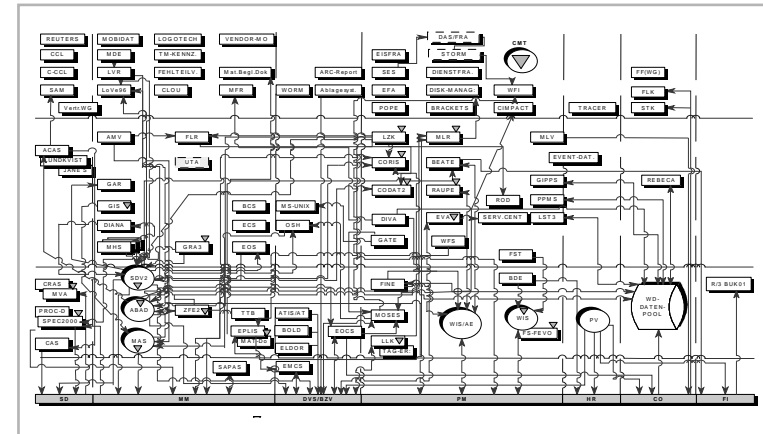 REUTERS MOBIDAT LOGOTECH VENDOR-MO DAS/FRA CMT
CCL MDE TM-KENNZ. EISFRA STORM
C-CCL LVR FEHLTEILV. Mat.Begl.Dok ARC-Report SES DIENSTFRA. FF(WG)
SAM LoVe96 CLOU MFR WORM Ablagesyst. EFA DISK-MANAG: WFI FLK
Vertr.WG POPE BRACKETS CIMPACT TRACER STK
AMV FLR LZK MLR MLV
ACAS UTA CORIS BEATE EVENT-DAT.
JANE S
GAR CODAT2 RAUPE GIPPS REBECA
GIS BCS MS-UNIX ROD PPMS
DIANA ECS OSH DIVA EVA SERV.CENT LST3
MHS GRA3 EOS GATE WFS
FST
SDV2 BDE
CRAS FINE R/3 BUK01
MVA WD-
DATEN-
POOL
PROC-D ABAD ZFE2 TTB ATIS/AT MOSES WIS/AE WIS PV
SPEC2000 EPLIS BOLD EOCS FS-FEVO
CAS MAS MAT-Do ELDOR LLK
TAG-ER
SAPAS EMCS
SD MM DVS/BZV PM HR CO FI